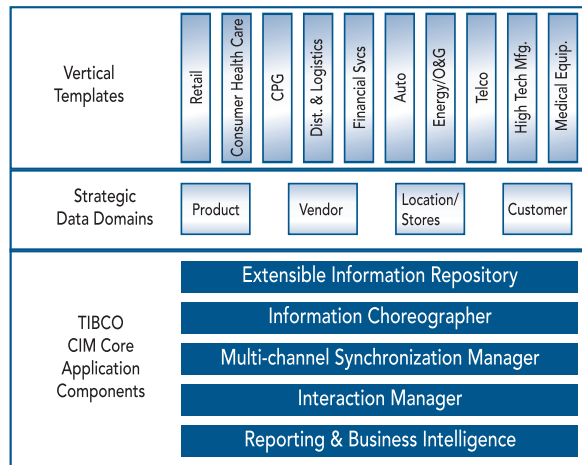 Vertical
Templates
Retail
Consumer Health Care
CPG
Dist. & Logistics
Financial Svcs
Auto
Energy/O&G
Telco
High Tech Mfg.
Medical Equip.
Strategic
Data Domains
Product
Vendor
Location/
Stores
Customer
TIBCO
CIM Core
Application
Components
Extensible Information Repository
Information Choreographer
Multi-channel Synchronization Manager
Interaction Manager
Reporting & Business Intelligence